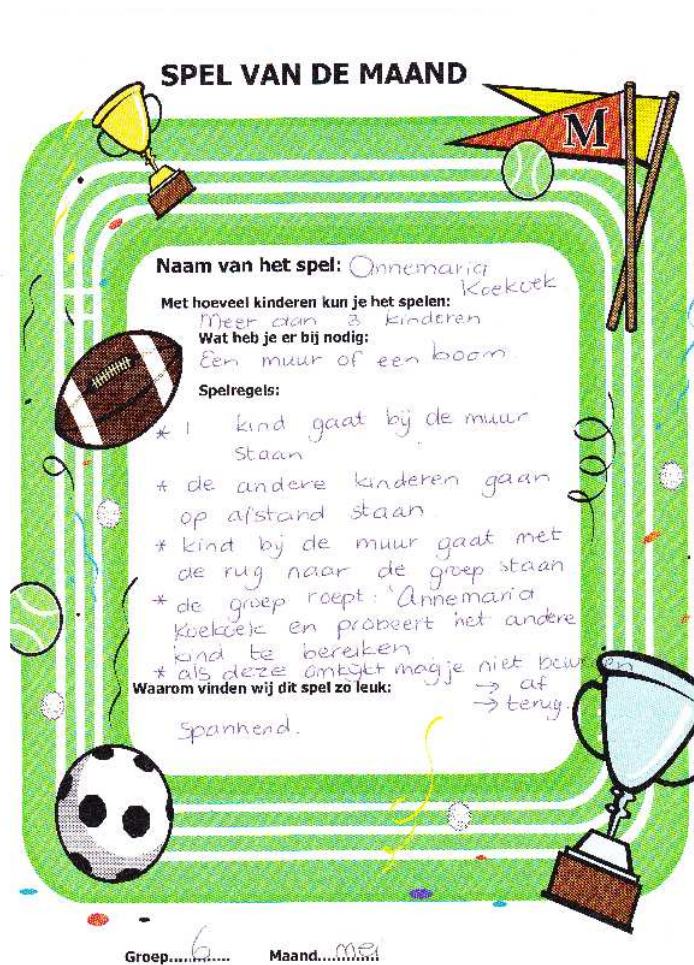 SPEL VAN DE MAAND
M
Naam van het spel: Annemaria
Koekoek
Met hoeveel kinderen kun je het spelen:
Meer dan 3 kinderen
Wat heb je er bij nodig:
Een muur of een boom.
Spelregels:
* 1 kind gaat bij de muur
staan
* de andere kinderen gaan
op afstand staan.
* kind bij de muur gaat met
de rug naar de groep staan
* de groep roept: 'Annemaria
Koekoek en probeert het andere
kind te bereiken
* als deze omkijkt mag je niet bewegen
Waarom vinden wij dit spel zo leuk: → af
→ terug.
Spannend.
Groep......6...... Maand......mei......